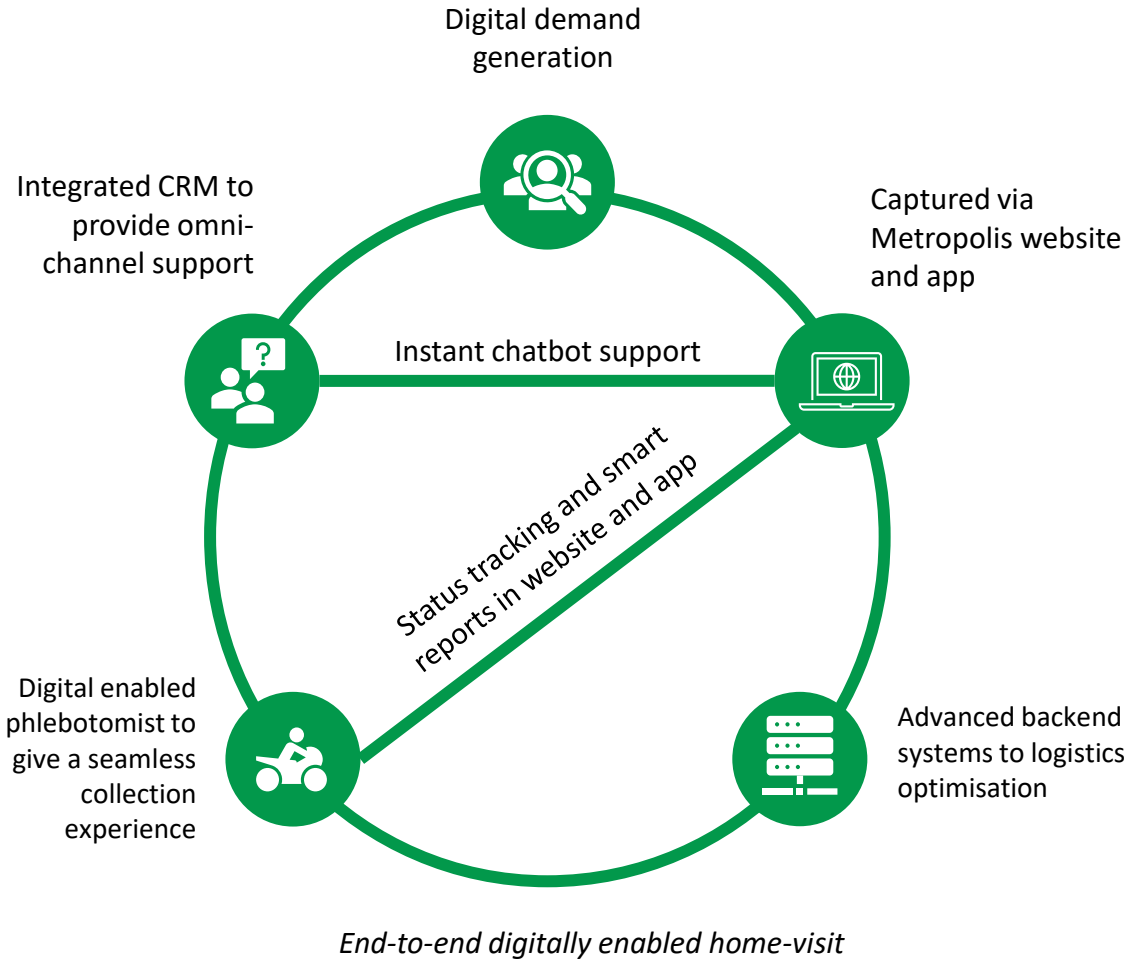 Digital demand
generation
Integrated CRM to
provide omni-
channel support
Captured via
Metropolis website
and app
?
Instant chatbot support
Status tracking and smart
reports in website and app
Digital enabled
phlebotomist to
give a seamless
collection
experience
Advanced backend
systems to logistics
optimisation
End-to-end digitally enabled home-visit